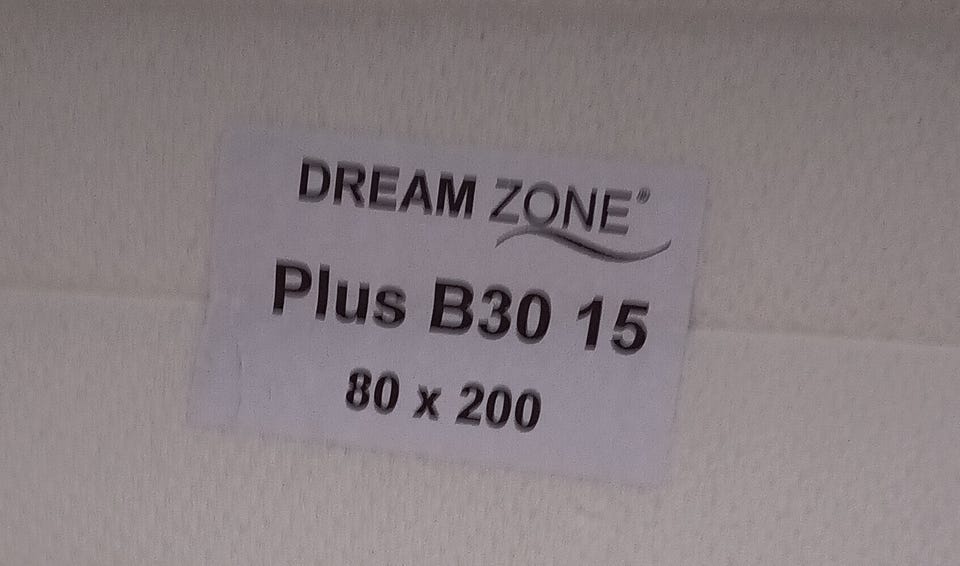 DREAM ZONE®
Plus B30 15
80 x 200